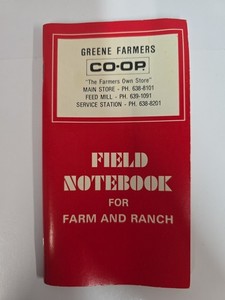 GREENE FARMERS
CO-OP
"The Farmers Own Store"
MAIN STORE - PH. 638-8101
FEED MILL - PH. 639-1091
SERVICE STATION - PH. 638-8201
FIELD
NOTEBOOK
FOR
FARM AND RANCH